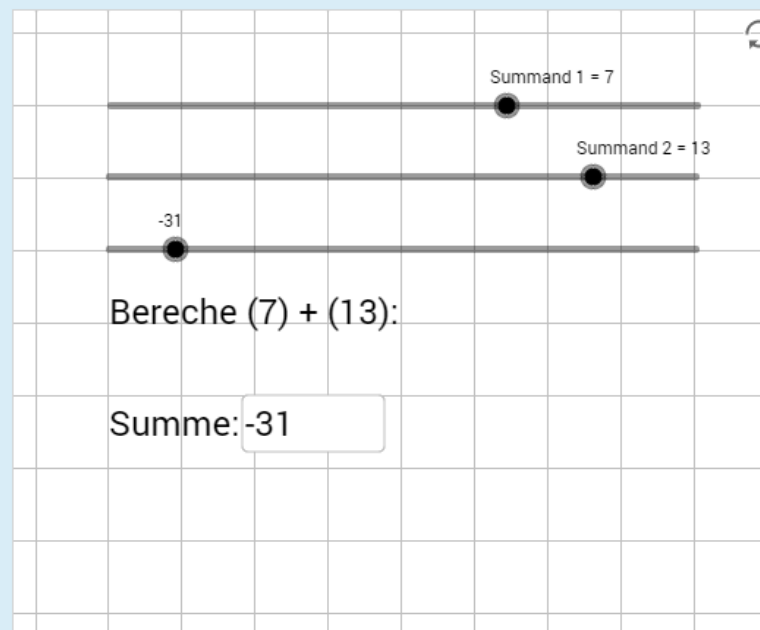 Summand 1 = 7
Summand 2 = 13
-31
Bereche (7) + (13):
Summe: -31